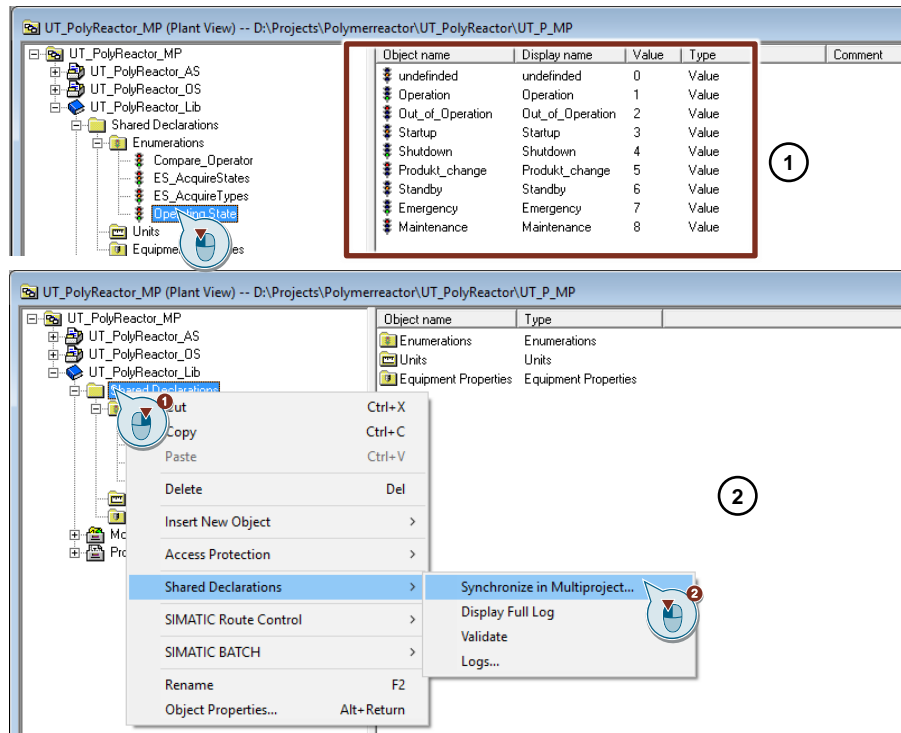 UT_PolyReactor_MP (Plant View) -- D:\Projects\Polymerreactor\UT_PolyReactor\UT_P_MP
UT_PolyReactor_MP
UT_PolyReactor_AS
UT_PolyReactor_OS
UT_PolyReactor_Lib
Shared Declarations
Enumerations
Compare_Operator
ES_AcquireStates
ES_AcquireTypes
Operating State
Units
Object name Display name Value Type Comment
undefinded undefinded 0 Value
Operation Operation 1 Value
Out_of_Operation Out_of_Operation 2 Value
Startup Startup 3 Value
Shutdown Shutdown 4 Value
Produkt_change Produkt_change 5 Value
Standby Standby 6 Value
Emergency Emergency 7 Value
Maintenance Maintenance 8 Value
1
UT_PolyReactor_MP (Plant View) -- D:\Projects\Polymerreactor\UT_PolyReactor\UT_P_MP
UT_PolyReactor_MP
UT_PolyReactor_AS
UT_PolyReactor_OS
UT_PolyReactor_Lib
Shared Declarations
Object name Type
Enumerations Enumerations
Units Units
Equipment Properties Equipment Properties
1
Cut Ctrl+X
Copy Ctrl+C
Paste Ctrl+V
Delete Del
Insert New Object
Access Protection
Shared Declarations
SIMATIC Route Control
SIMATIC BATCH
Rename F2
Object Properties... Alt+Return
Synchronize in Multiproject...
2
Display Full Log
Validate
Logs...
2